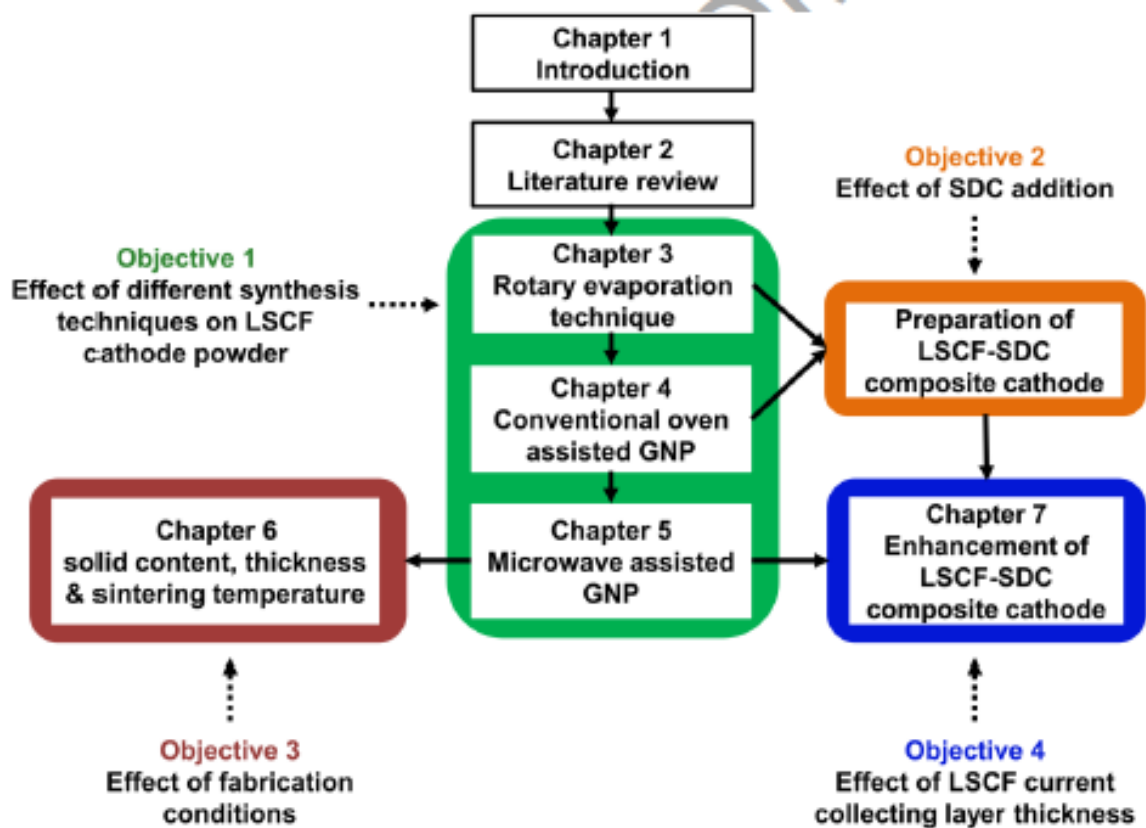 Chapter 1
Introduction
Chapter 2
Literature review
Objective 1
Effect of different synthesis
techniques on LSCF
cathode powder
Chapter 3
Rotary evaporation
technique
Chapter 4
Conventional oven
assisted GNP
Chapter 5
Microwave assisted
GNP
Objective 2
Effect of SDC addition
Preparation of
LSCF-SDC
composite cathode
Chapter 6
solid content, thickness
& sintering temperature
Chapter 7
Enhancement of
LSCF-SDC
composite cathode
Objective 3
Effect of fabrication
conditions
Objective 4
Effect of LSCF current
collecting layer thickness